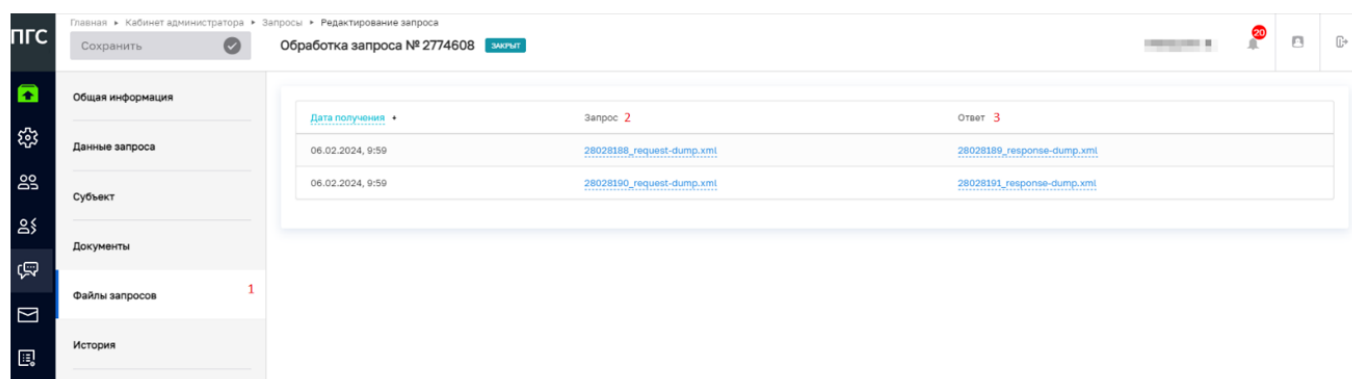 ПГС
Главная ▸ Кабинет администратора ▸ Запросы ▸ Редактирование запроса
Сохранить
Обработка запроса № 2774608 ЗАКРЫТ
20
Общая информация
Данные запроса
Субъект
Документы
Файлы запросов 1
История
Дата получения Запрос 2 Ответ 3
06.02.2024, 9:59 28028188_request-dump.xml 28028189_response-dump.xml
06.02.2024, 9:59 28028190_request-dump.xml 28028191_response-dump.xml